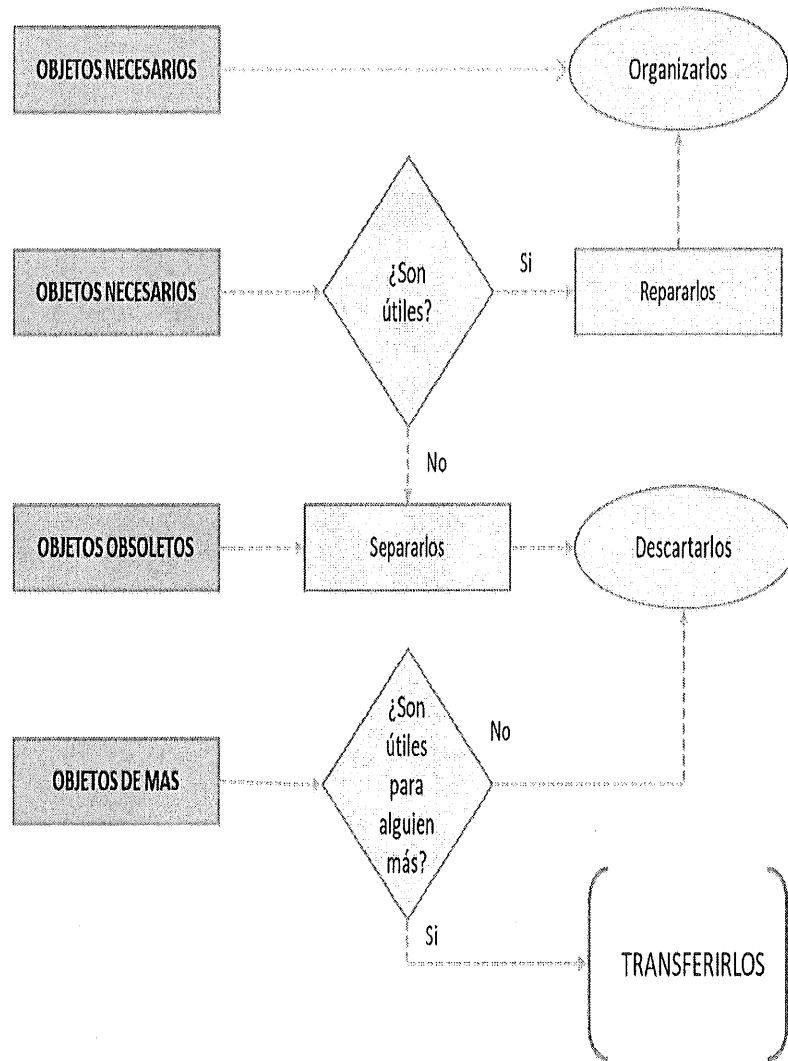 OBJETOS NECESARIOS
Organizarlos
OBJETOS NECESARIOS
¿Son
útiles?
Si
Repararlos
No
OBJETOS OBSOLETOS
Separarlos
Descartarlos
OBJETOS DE MAS
¿Son
útiles
para
alguien
más?
No
Si
TRANSFERIRLOS